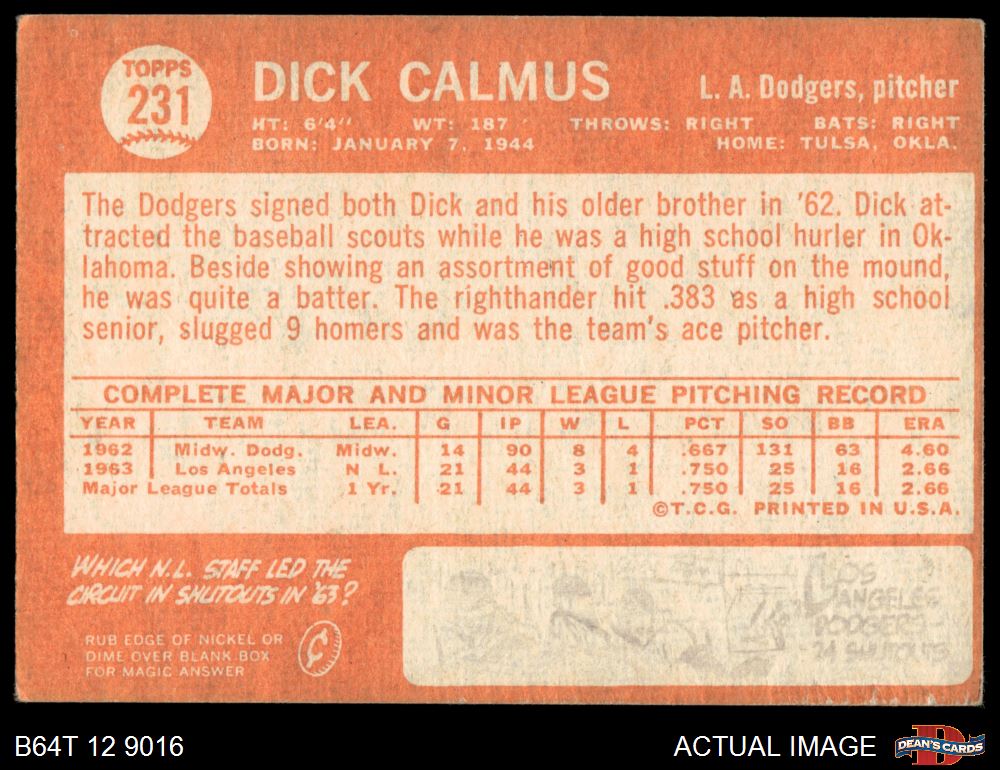 TOPPS
231
DICK CALMUS
L. A. Dodgers, pitcher
HT: 6'4" WT: 187 THROWS: RIGHT BATS: RIGHT
BORN: JANUARY 7, 1944 HOME: TULSA, OKLA.
The Dodgers signed both Dick and his older brother in '62. Dick at-
tracted the baseball scouts while he was a high school hurler in Ok-
lahoma. Beside showing an assortment of good stuff on the mound,
he was quite a batter. The righthander hit .383 as a high school
senior, slugged 9 homers and was the team's ace pitcher.
COMPLETE MAJOR AND MINOR LEAGUE PITCHING RECORD
YEAR TEAM LEA. G IP W L PCT SO BB ERA
1962 Midw. Dodg. Midw. 14 90 8 4 .667 131 63 4.60
1963 Los Angeles N L. 21 44 3 1 .750 25 16 2.66
Major League Totals 1 Yr. 21 44 3 1 .750 25 16 2.66
©T.C.G. PRINTED IN U.S.A.
WHICH N.L. STAFF LED THE
CIRCUIT IN SHUTOUTS IN '63?
RUB EDGE OF NICKEL OR
DIME OVER BLANK BOX
FOR MAGIC ANSWER
LOS
ANGELES
DODGERS-
24 SHUTOUTS
B64T 12 9016
ACTUAL IMAGE
DEAN'S CARDS